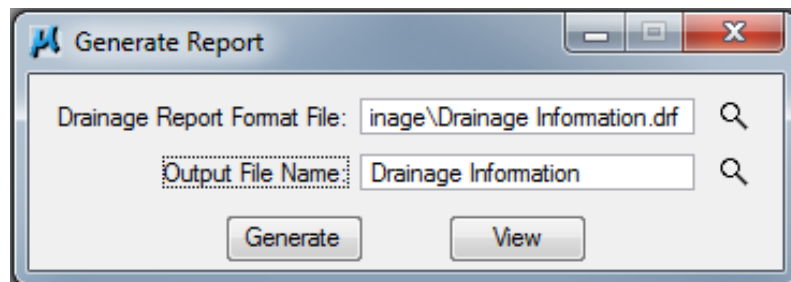 Generate Report
Drainage Report Format File: inage\Drainage Information.drf
Output File Name: Drainage Information
Generate View